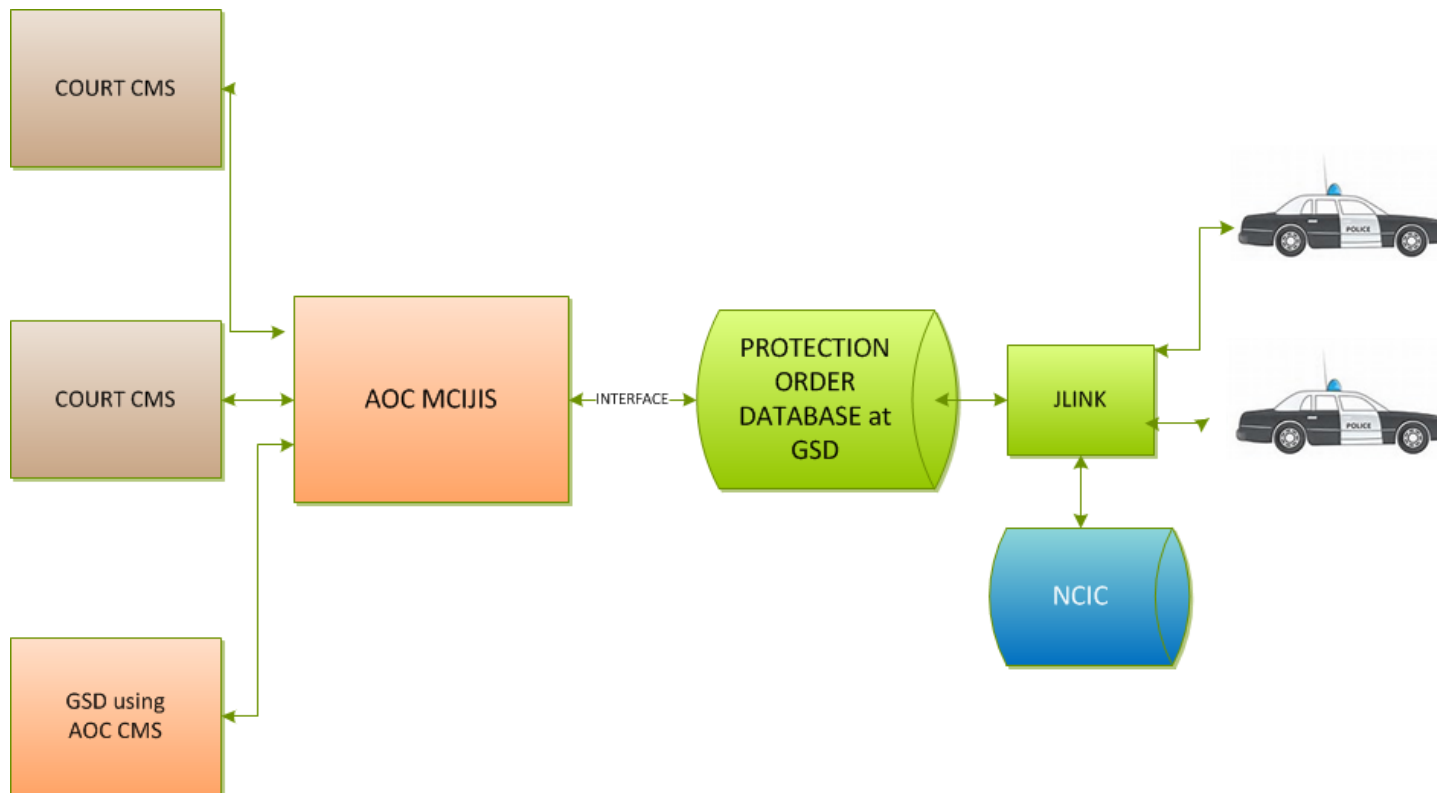 COURT CMS
COURT CMS
GSD using
AOC CMS
AOC MCIJIS
INTERFACE
PROTECTION
ORDER
DATABASE at
GSD
JLINK
NCIC
POLICE
POLICE